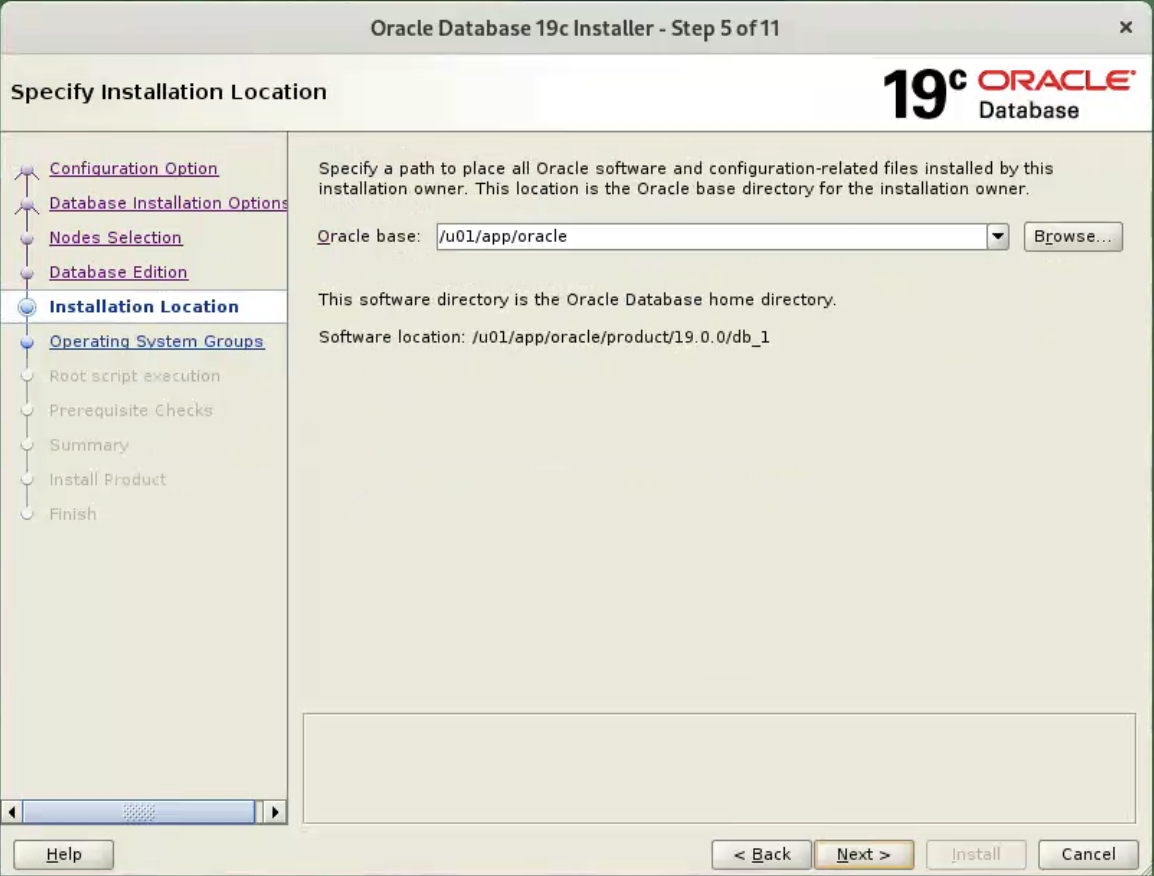 Oracle Database 19c Installer - Step 5 of 11
Specify Installation Location
19c ORACLE
Database
Configuration Option
Database Installation Options
Nodes Selection
Database Edition
Installation Location
Operating System Groups
Root script execution
Prerequisite Checks
Summary
Install Product
Finish
Specify a path to place all Oracle software and configuration-related files installed by this
installation owner. This location is the Oracle base directory for the installation owner.
Oracle base: /u01/app/oracle Browse...
This software directory is the Oracle Database home directory.
Software location: /u01/app/oracle/product/19.0.0/db_1
Help < Back Next > Install Cancel